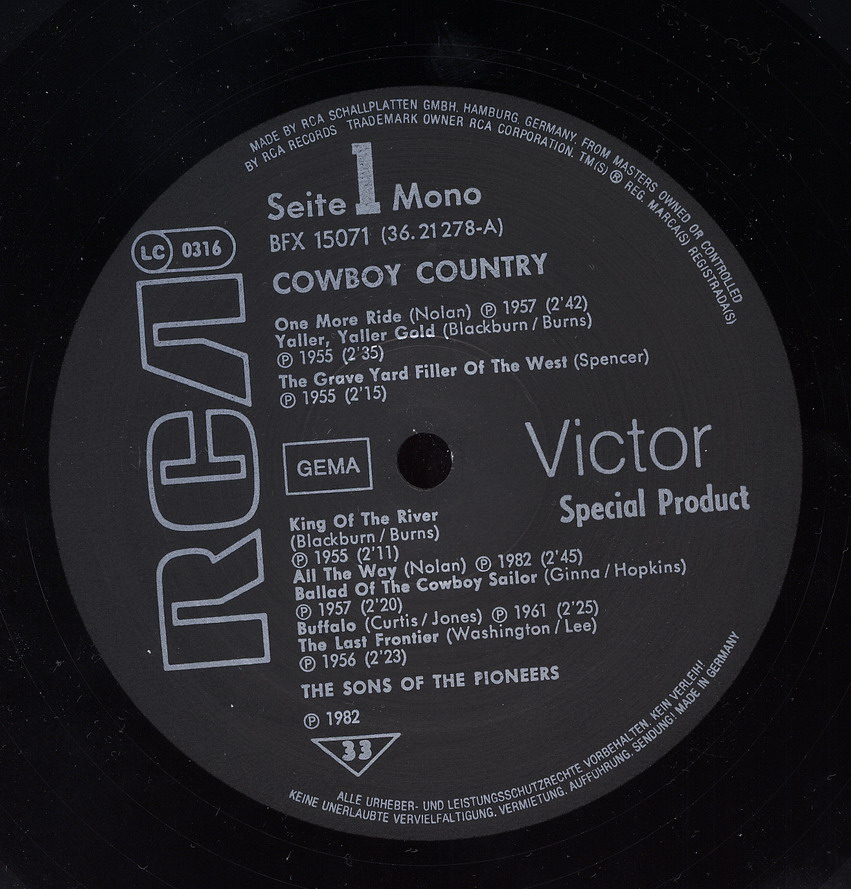 MADE BY RCA SCHALLPLATTEN GMBH. HAMBURG. GERMANY. FROM MASTERS OWNED OR CONTROLLED
BY RCA RECORDS TRADEMARK OWNER RCA CORPORATION. TM(S) ® REG. MARCA(S) REGISTRADA(S)
Seite 1 Mono
BFX 15071 (36.21278-A)
LC 0316
RCA
COWBOY COUNTRY
One More Ride (Nolan) ℗ 1957 (2'42)
Yaller, Yaller Gold (Blackburn / Burns)
℗ 1955 (2'35)
The Grave Yard Filler Of The West (Spencer)
℗ 1955 (2'15)
GEMA
Victor
Special Product
King Of The River
(Blackburn / Burns)
℗ 1955 (2'11)
All The Way (Nolan) ℗ 1982 (2'45)
Ballad Of The Cowboy Sailor (Ginna / Hopkins)
℗ 1957 (2'20)
Buffalo (Curtis / Jones) ℗ 1961 (2'25)
The Last Frontier (Washington / Lee)
℗ 1956 (2'23)
THE SONS OF THE PIONEERS
℗ 1982
33
ALLE URHEBER- UND LEISTUNGSSCHUTZRECHTE VORBEHALTEN. KEIN VERLEIH!
KEINE UNERLAUBTE VERVIELFALTIGUNG. VERMIETUNG. AUFFUHRUNG. SENDUNG! MADE IN GERMANY